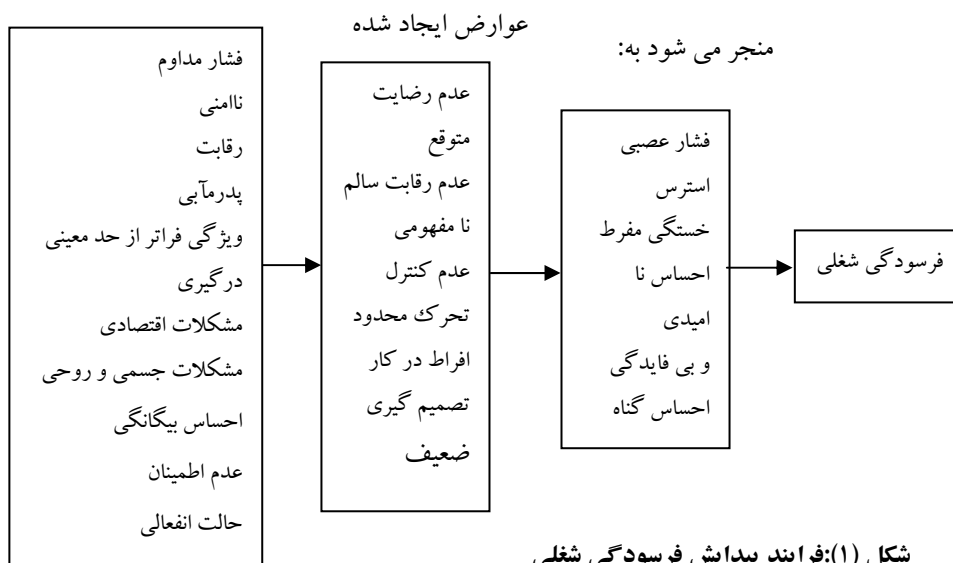 عوارض ایجاد شده
منجر می شود به:
فشار مداوم
ناامنی
رقابت
پدرمآبی
ویژگی فراتر از حد معینی
درگیری
مشکلات اقتصادی
مشکلات جسمی و روحی
احساس بیگانگی
عدم اطمینان
حالت انفعالی
عدم رضایت
متوقع
عدم رقابت سالم
نا مفهومی
عدم کنترل
تحرک محدود
افراط در کار
تصمیم گیری
ضعیف
فشار عصبی
استرس
خستگی مفرط
احساس نا
امیدی
و بی فایدگی
احساس گناه
فرسودگی شغلی
شکل (۱):فرایند پیدایش فرسودگی شغلی